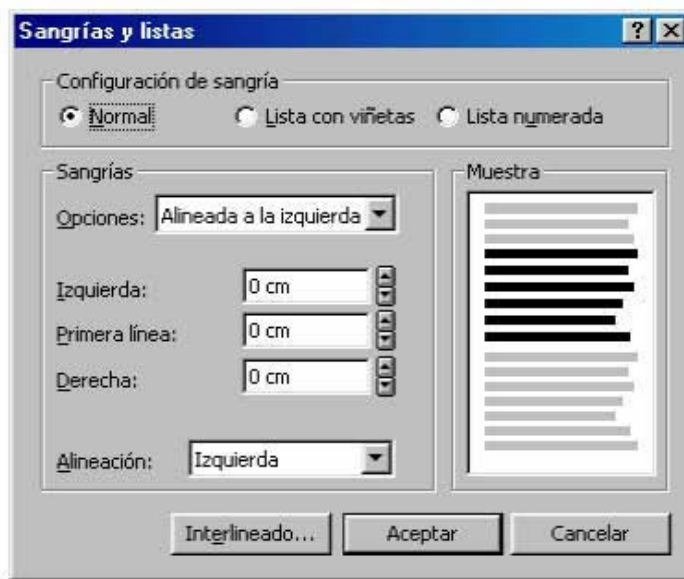 Sangrías y listas
Configuración de sangría
Normal
Lista con viñetas
Lista numerada
Sangrías
Opciones: Alineada a la izquierda
Izquierda: 0 cm
Primera línea: 0 cm
Derecha: 0 cm
Alineación: Izquierda
Muestra
Interlineado...
Aceptar
Cancelar